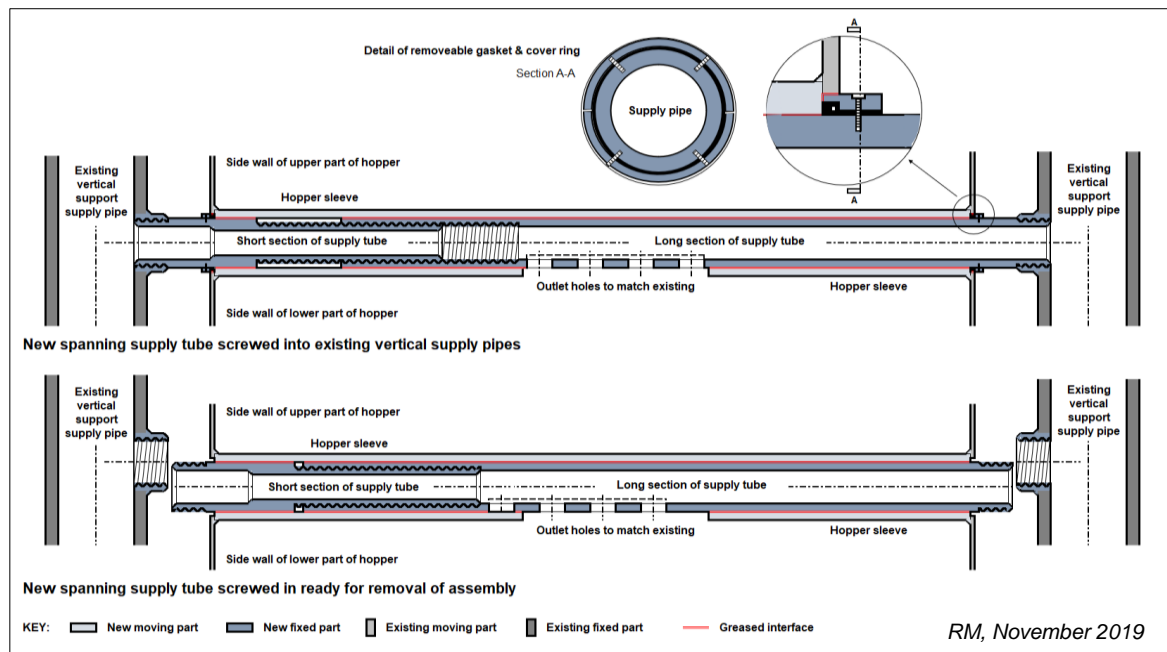 Detail of removeable gasket & cover ring
Section A-A
Supply pipe
A
A
Existing
vertical
support
supply pipe
Side wall of upper part of hopper
Hopper sleeve
Existing
vertical
support
supply pipe
Short section of supply tube
Long section of supply tube
Outlet holes to match existing
Hopper sleeve
Side wall of lower part of hopper
New spanning supply tube screwed into existing vertical supply pipes
Existing
vertical
support
supply pipe
Side wall of upper part of hopper
Hopper sleeve
Existing
vertical
support
supply pipe
Short section of supply tube
Long section of supply tube
Outlet holes to match existing
Hopper sleeve
Side wall of lower part of hopper
New spanning supply tube screwed in ready for removal of assembly
KEY: New moving part New fixed part Existing moving part Existing fixed part Greased interface
RM, November 2019